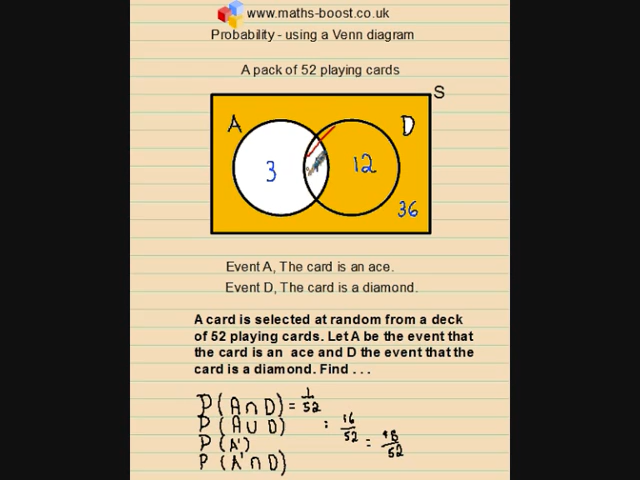 www.maths-boost.co.uk
Probability - using a Venn diagram
A pack of 52 playing cards
S
A
D
3
12
36
Event A, The card is an ace.
Event D, The card is a diamond.
A card is selected at random from a deck
of 52 playing cards. Let A be the event that
the card is an ace and D the event that the
card is a diamond. Find . . .
P(A∩D) = 1/52
P(A∪D) : 16/52
P(A') = 48/52
P(A'∩D)